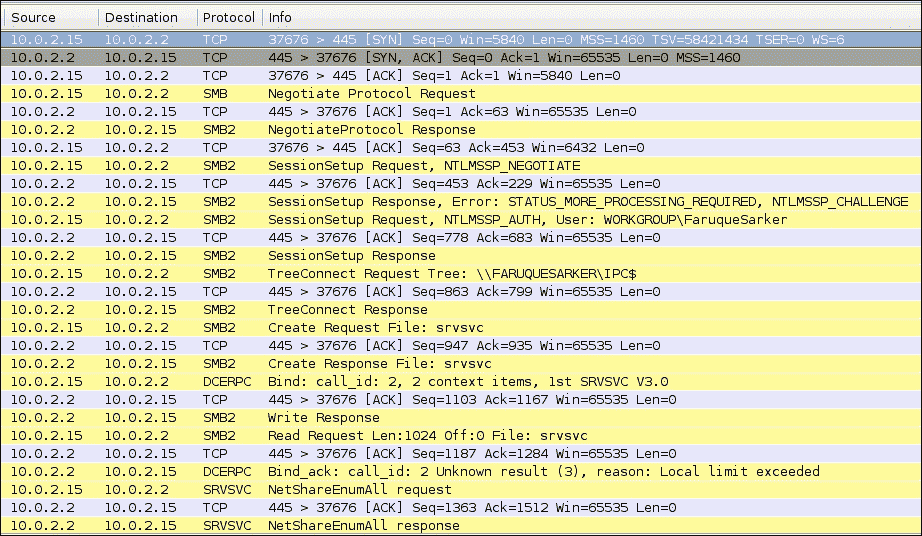 Source Destination Protocol Info
10.0.2.15 10.0.2.2 TCP 37676 > 445 [SYN] Seq=0 Win=5840 Len=0 MSS=1460 TSV=58421434 TSER=0 WS=6
10.0.2.2 10.0.2.15 TCP 445 > 37676 [SYN, ACK] Seq=0 Ack=1 Win=65535 Len=0 MSS=1460
10.0.2.15 10.0.2.2 TCP 37676 > 445 [ACK] Seq=1 Ack=1 Win=5840 Len=0
10.0.2.15 10.0.2.2 SMB Negotiate Protocol Request
10.0.2.2 10.0.2.15 TCP 445 > 37676 [ACK] Seq=1 Ack=63 Win=65535 Len=0
10.0.2.2 10.0.2.15 SMB2 NegotiateProtocol Response
10.0.2.15 10.0.2.2 TCP 37676 > 445 [ACK] Seq=63 Ack=453 Win=6432 Len=0
10.0.2.15 10.0.2.2 SMB2 SessionSetup Request, NTLMSSP_NEGOTIATE
10.0.2.2 10.0.2.15 TCP 445 > 37676 [ACK] Seq=453 Ack=229 Win=65535 Len=0
10.0.2.2 10.0.2.15 SMB2 SessionSetup Response, Error: STATUS_MORE_PROCESSING_REQUIRED, NTLMSSP_CHALLENGE
10.0.2.15 10.0.2.2 SMB2 SessionSetup Request, NTLMSSP_AUTH, User: WORKGROUP\FaruqueSarker
10.0.2.2 10.0.2.15 TCP 445 > 37676 [ACK] Seq=778 Ack=683 Win=65535 Len=0
10.0.2.2 10.0.2.15 SMB2 SessionSetup Response
10.0.2.15 10.0.2.2 SMB2 TreeConnect Request Tree: \\FARUQUESARKER\IPC$
10.0.2.2 10.0.2.15 TCP 445 > 37676 [ACK] Seq=863 Ack=799 Win=65535 Len=0
10.0.2.2 10.0.2.15 SMB2 TreeConnect Response
10.0.2.15 10.0.2.2 SMB2 Create Request File: srvsvc
10.0.2.2 10.0.2.15 TCP 445 > 37676 [ACK] Seq=947 Ack=935 Win=65535 Len=0
10.0.2.2 10.0.2.15 SMB2 Create Response File: srvsvc
10.0.2.15 10.0.2.2 DCERPC Bind: call_id: 2, 2 context items, 1st SRVSVC V3.0
10.0.2.2 10.0.2.15 TCP 445 > 37676 [ACK] Seq=1103 Ack=1167 Win=65535 Len=0
10.0.2.2 10.0.2.15 SMB2 Write Response
10.0.2.15 10.0.2.2 SMB2 Read Request Len:1024 Off:0 File: srvsvc
10.0.2.2 10.0.2.15 TCP 445 > 37676 [ACK] Seq=1187 Ack=1284 Win=65535 Len=0
10.0.2.2 10.0.2.15 DCERPC Bind_ack: call_id: 2 Unknown result (3), reason: Local limit exceeded
10.0.2.15 10.0.2.2 SRVSVC NetShareEnumAll request
10.0.2.2 10.0.2.15 TCP 445 > 37676 [ACK] Seq=1363 Ack=1512 Win=65535 Len=0
10.0.2.2 10.0.2.15 SRVSVC NetShareEnumAll response